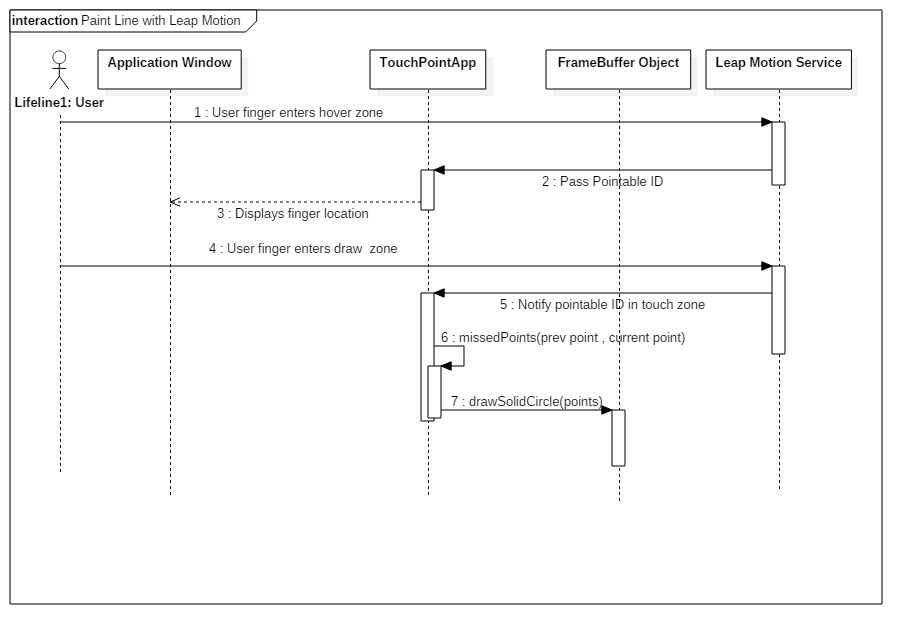 interaction Paint Line with Leap Motion
Application Window
TouchPointApp
FrameBuffer Object
Leap Motion Service
Lifeline1: User
1 : User finger enters hover zone
2 : Pass Pointable ID
3 : Displays finger location
4 : User finger enters draw  zone
5 : Notify pointable ID in touch zone
6 : missedPoints(prev point , current point)
7 : drawSolidCircle(points)